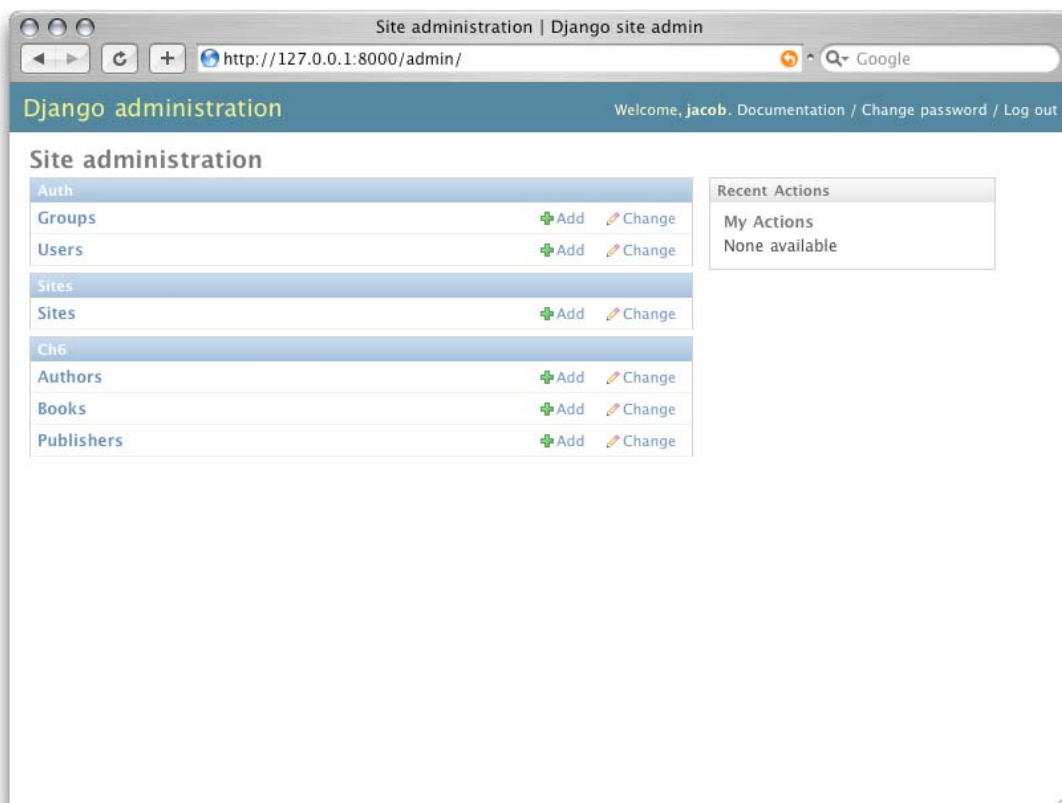 Site administration | Django site admin
http://127.0.0.1:8000/admin/
Google
Django administration
Welcome, jacob. Documentation / Change password / Log out
Site administration
Auth
Groups Add Change
Users Add Change
Sites
Sites Add Change
Ch6
Authors Add Change
Books Add Change
Publishers Add Change
Recent Actions
My Actions
None available